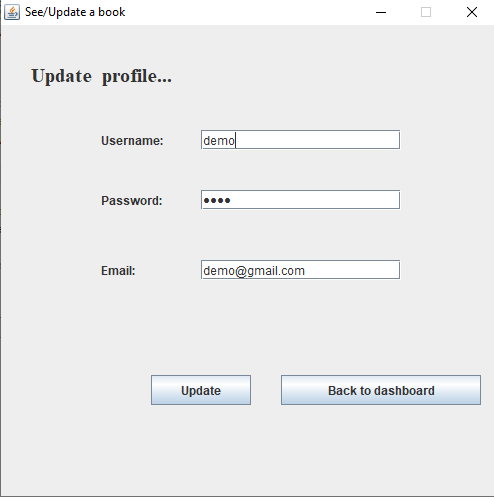 See/Update a book
Update profile...
Username: demo
Password: ••••
Email: demo@gmail.com
Update Back to dashboard